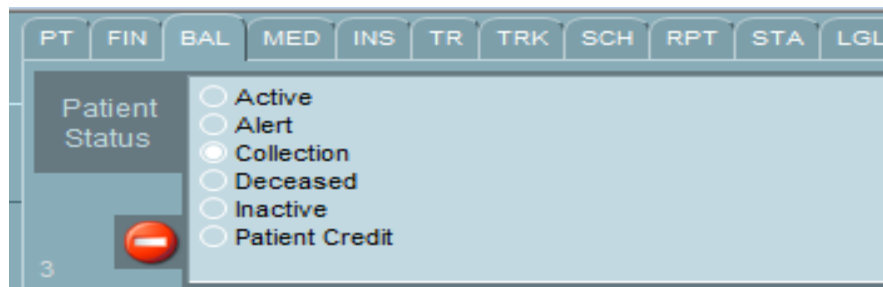 PT FIN BAL MED INS TR TRK SCH RPT STA LGL
Patient
Status
Active
Alert
Collection
Deceased
Inactive
Patient Credit
3